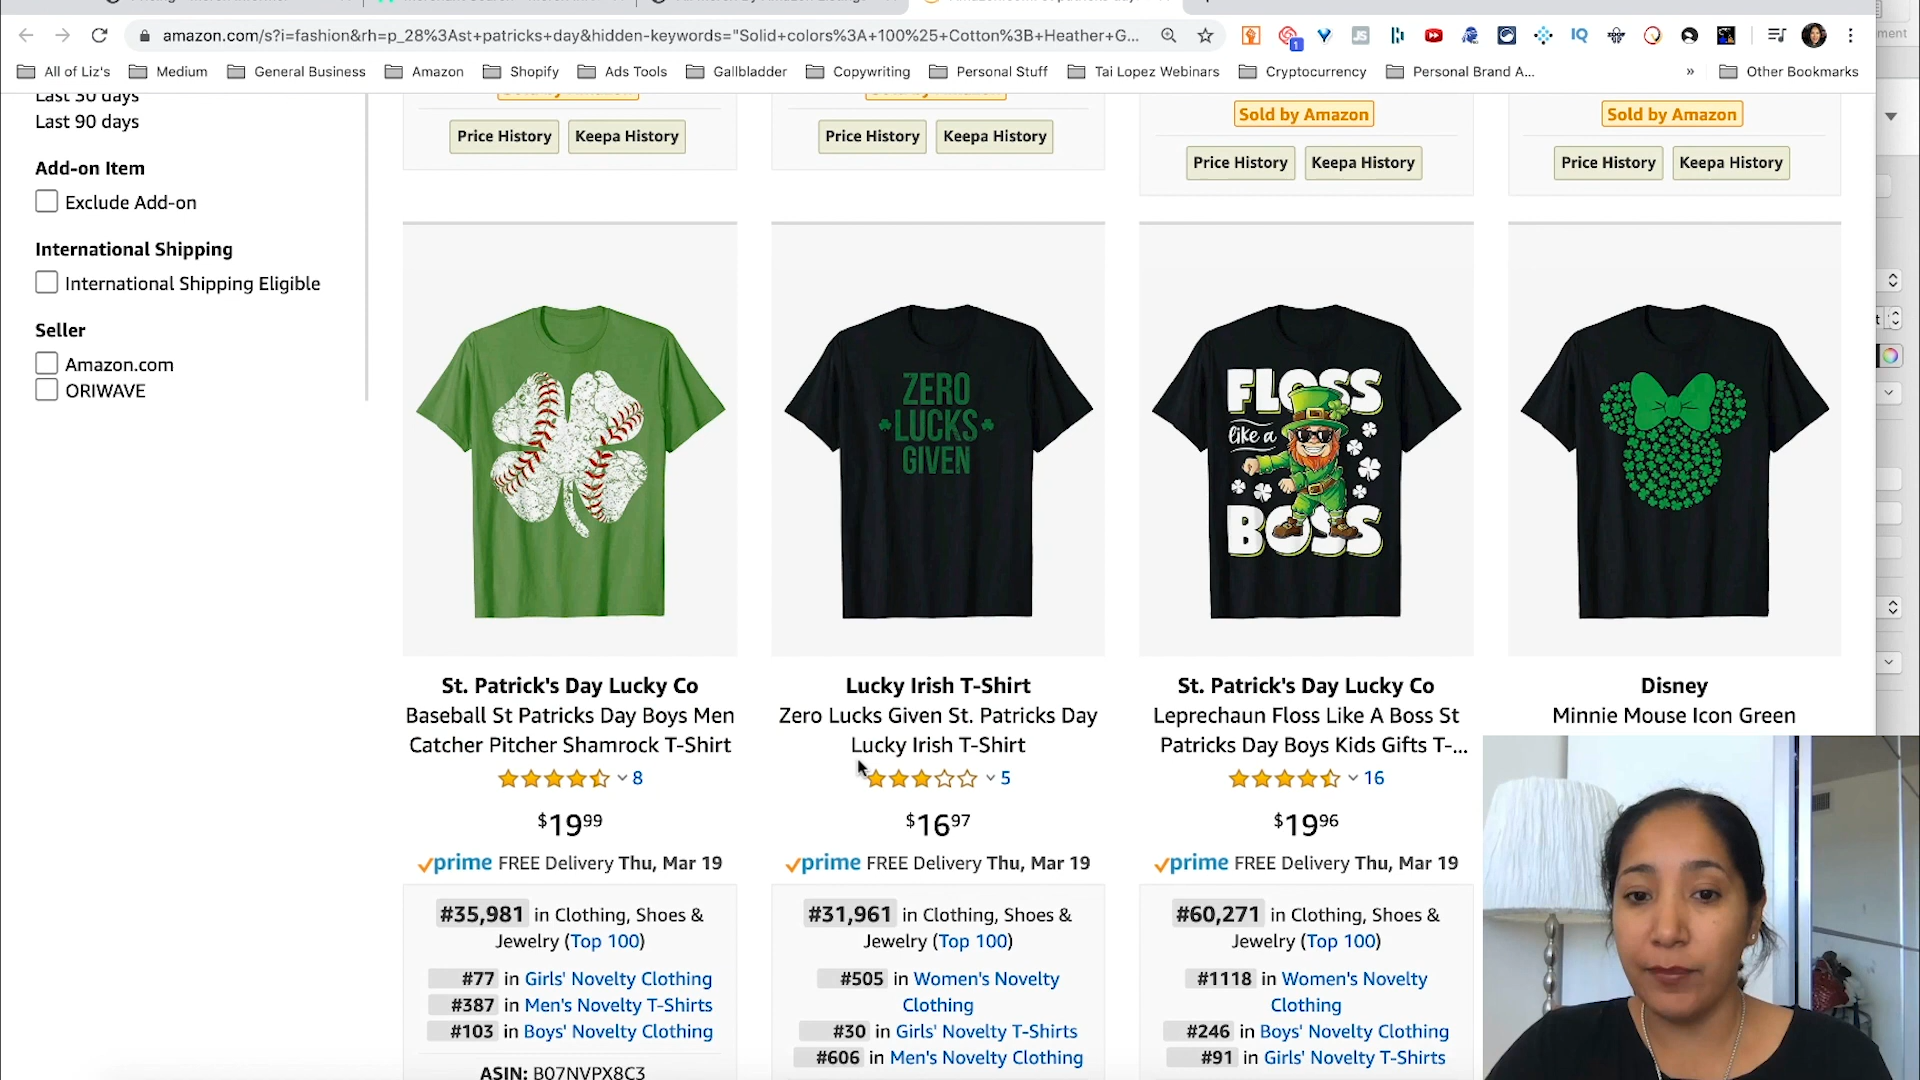 amazon.com/s?i=fashion&rh=p_28%3Ast+patricks+day&hidden-keywords="Solid+colors%3A+100%25+Cotton%3B+Heather+G...
All of Liz's
Medium
General Business
Amazon
Shopify
Ads Tools
Gallbladder
Copywriting
Personal Stuff
Tai Lopez Webinars
Cryptocurrency
Personal Brand A...
»
Other Bookmarks
Last 30 days
Last 90 days
Add-on Item
Exclude Add-on
International Shipping
International Shipping Eligible
Seller
Amazon.com
ORIWAVE
Price History Keepa History
Price History Keepa History
Sold by Amazon
Price History Keepa History
Sold by Amazon
Price History Keepa History
ZERO
LUCKS
GIVEN
FLOSS
like a
BOSS
St. Patrick's Day Lucky Co
Baseball St Patricks Day Boys Men
Catcher Pitcher Shamrock T-Shirt
8
$19.99
prime FREE Delivery Thu, Mar 19
#35,981 in Clothing, Shoes &
Jewelry (Top 100)
#77 in Girls' Novelty Clothing
#387 in Men's Novelty T-Shirts
#103 in Boys' Novelty Clothing
ASIN: B07NVPX8C3
Lucky Irish T-Shirt
Zero Lucks Given St. Patricks Day
Lucky Irish T-Shirt
5
$16.97
prime FREE Delivery Thu, Mar 19
#31,961 in Clothing, Shoes &
Jewelry (Top 100)
#505 in Women's Novelty
Clothing
#30 in Girls' Novelty T-Shirts
#606 in Men's Novelty Clothing
St. Patrick's Day Lucky Co
Leprechaun Floss Like A Boss St
Patricks Day Boys Kids Gifts T-...
16
$19.96
prime FREE Delivery Thu, Mar 19
#60,271 in Clothing, Shoes &
Jewelry (Top 100)
#1118 in Women's Novelty
Clothing
#246 in Boys' Novelty Clothing
#91 in Girls' Novelty T-Shirts
Disney
Minnie Mouse Icon Green